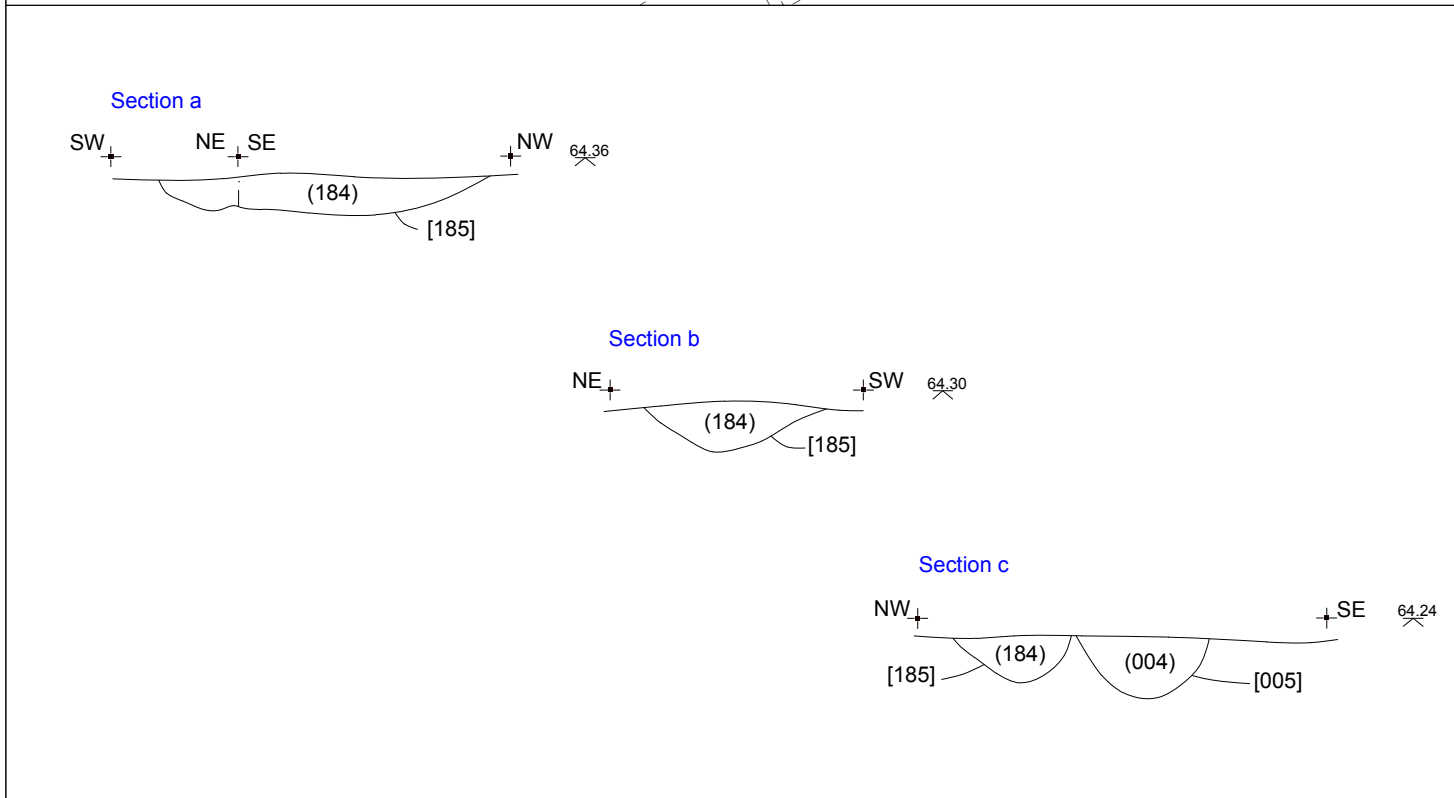 Section a
SW NE SE NW 64.36
(184)
[185]
Section b
NE SW 64.30
(184)
[185]
Section c
NW SE 64.24
(184) (004)
[185] [005]